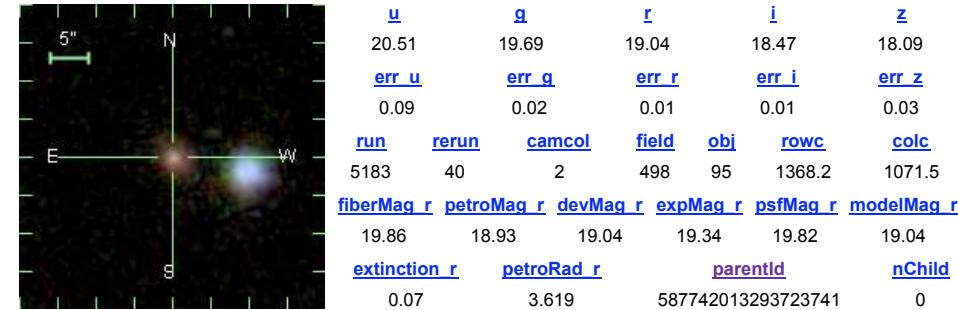 5"
N
E
W
S
u g r i z
20.51 19.69 19.04 18.47 18.09
err_u err_g err_r err_i err_z
0.09 0.02 0.01 0.01 0.03
run rerun camcol field obj rowc colc
5183 40 2 498 95 1368.2 1071.5
fiberMag_r petroMag_r devMag_r expMag_r psfMag_r modelMag_r
19.86 18.93 19.04 19.34 19.82 19.04
extinction_r petroRad_r parentId nChild
0.07 3.619 587742013293723741 0